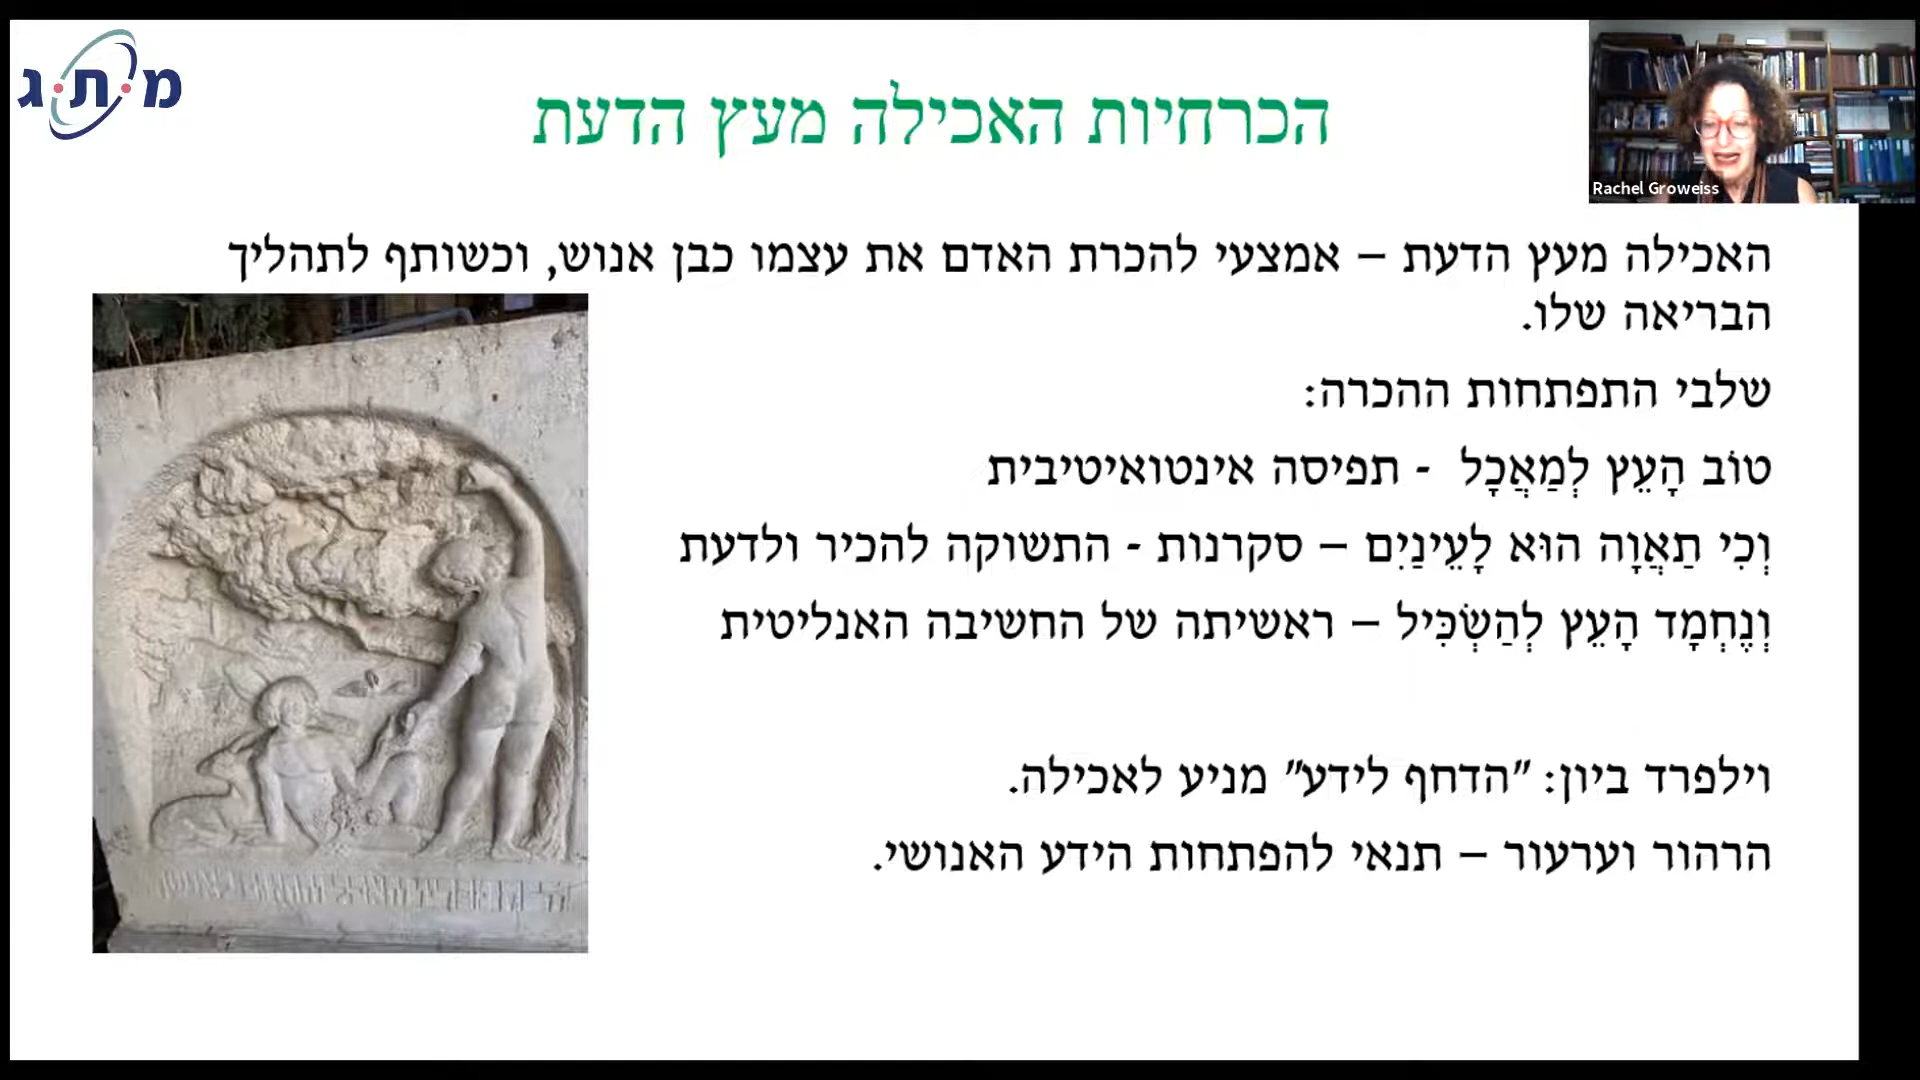 מ.ת.ג
הכרחיות האכילה מעץ הדעת
Rachel Groweiss
האכילה מעץ הדעת – אמצעי להכרת האדם את עצמו כבן אנוש, וכשותף לתהליך
הבריאה שלו.
שלבי התפתחות ההכרה:
טוֹב הָעֵץ לְמַאֲכָל - תפיסה אינטואיטיבית
וְכִי תַאֲוָה הוּא לָעֵינַיִם – סקרנות - התשוקה להכיר ולדעת
וְנֶחְמָד הָעֵץ לְהַשְׂכִּיל – ראשיתה של החשיבה האנליטית
וילפרד ביון: "הדחף לידע" מניע לאכילה.
הרהור וערעור – תנאי להפתחות הידע האנושי.